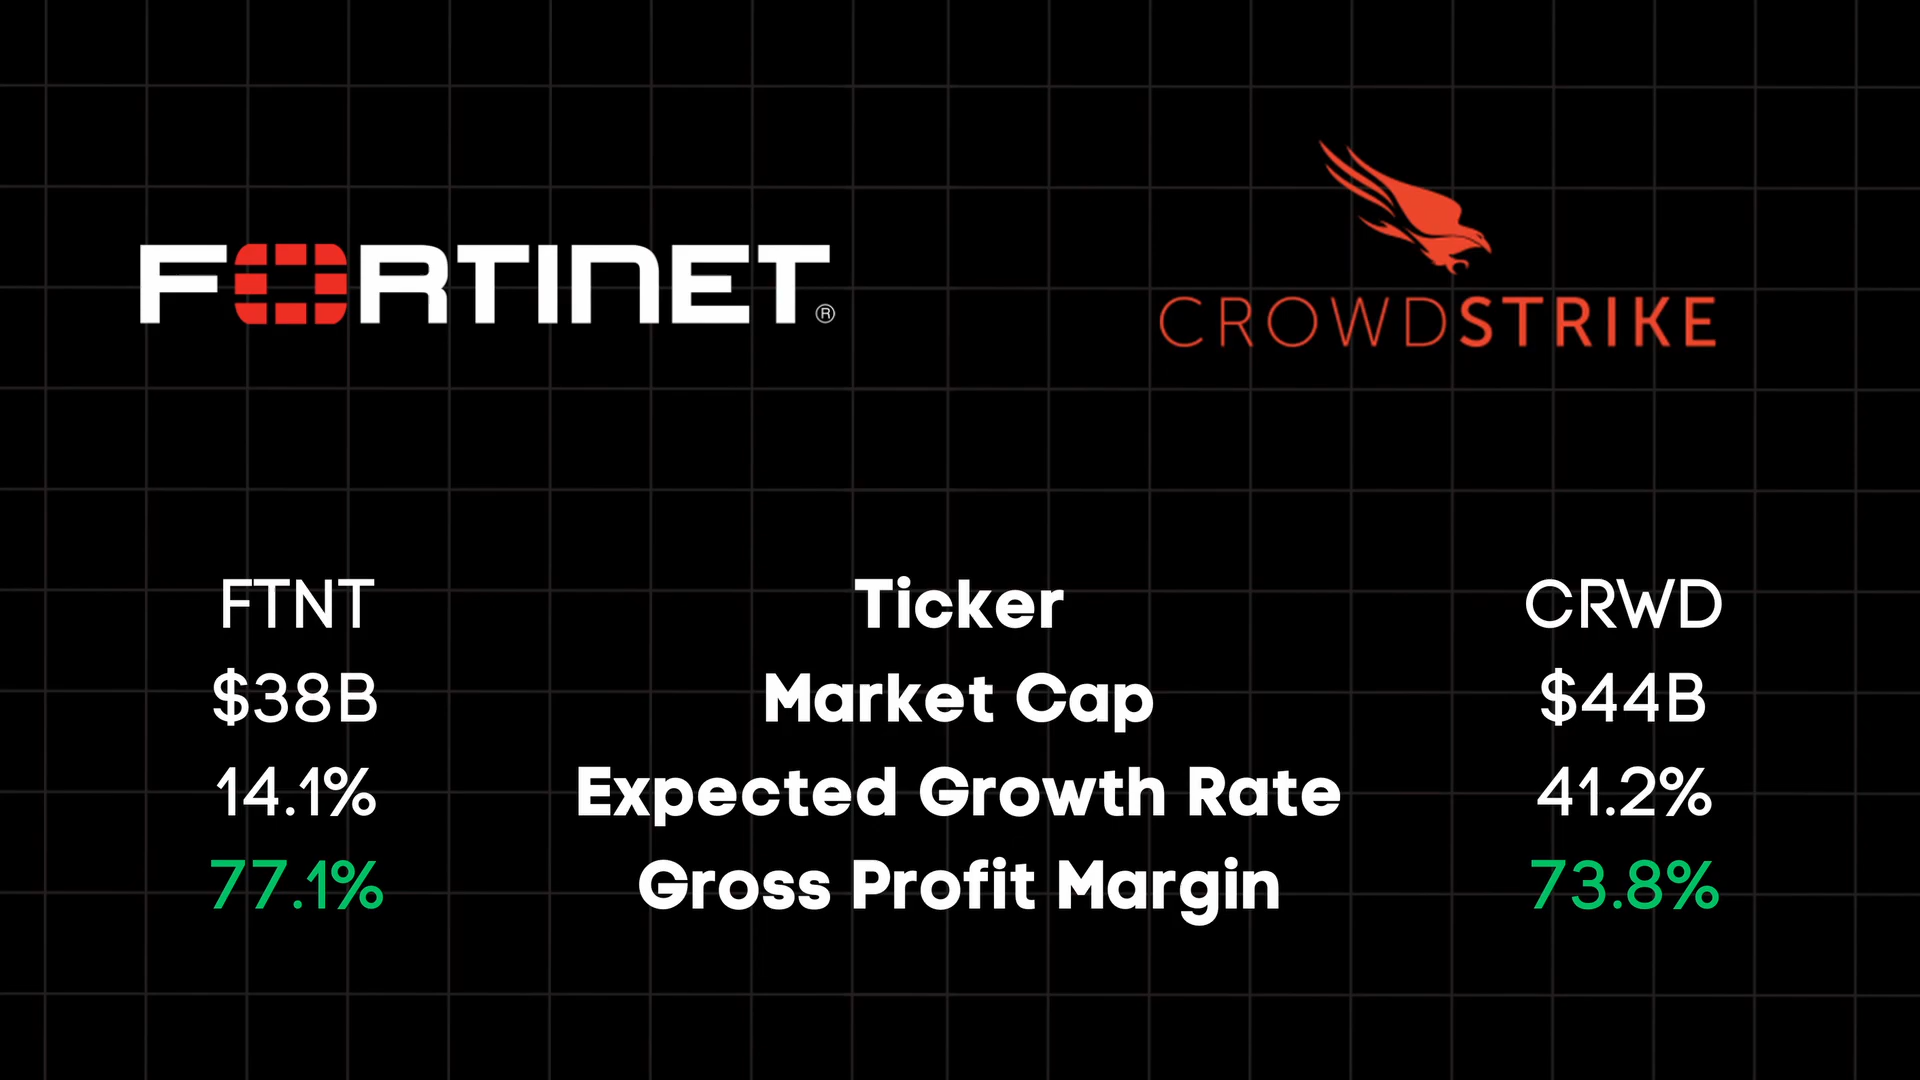 FORTINET®
CROWDSTRIKE
FTNT Ticker CRWD
$38B Market Cap $44B
14.1% Expected Growth Rate 41.2%
77.1% Gross Profit Margin 73.8%